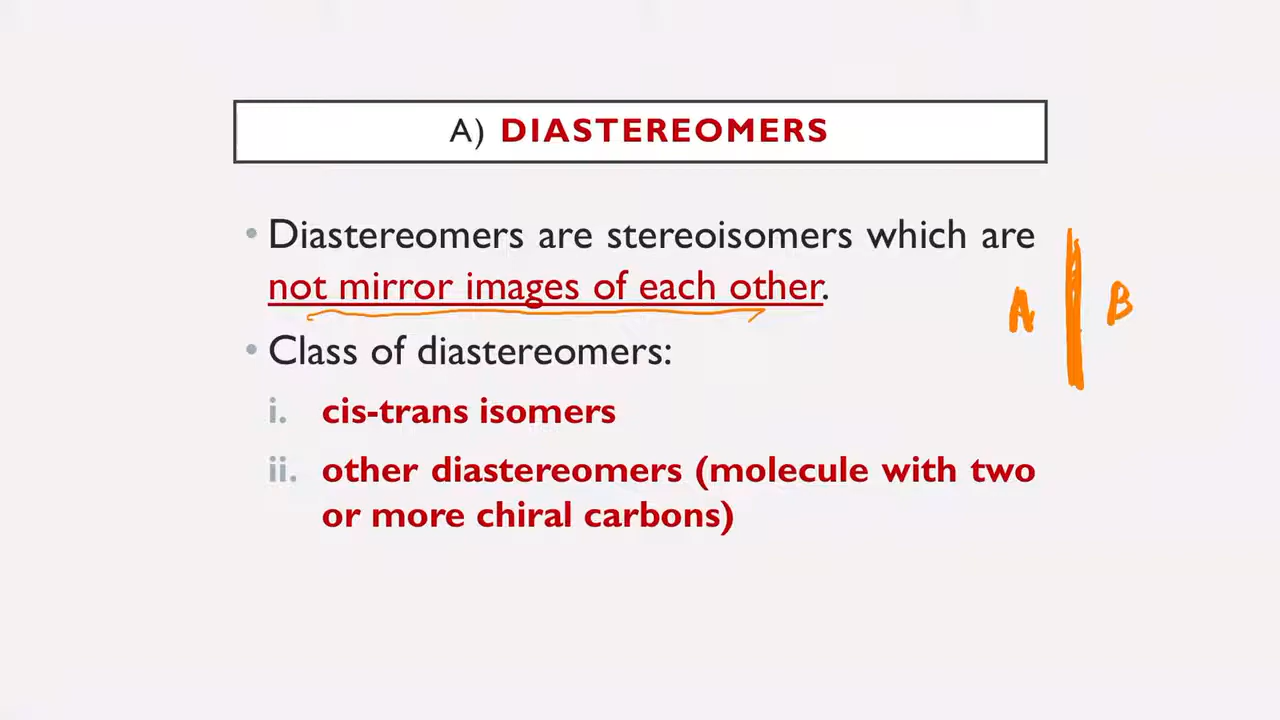 A) DIASTEREOMERS
• Diastereomers are stereoisomers which are
not mirror images of each other.
A B
• Class of diastereomers:
i. cis-trans isomers
ii. other diastereomers (molecule with two
or more chiral carbons)